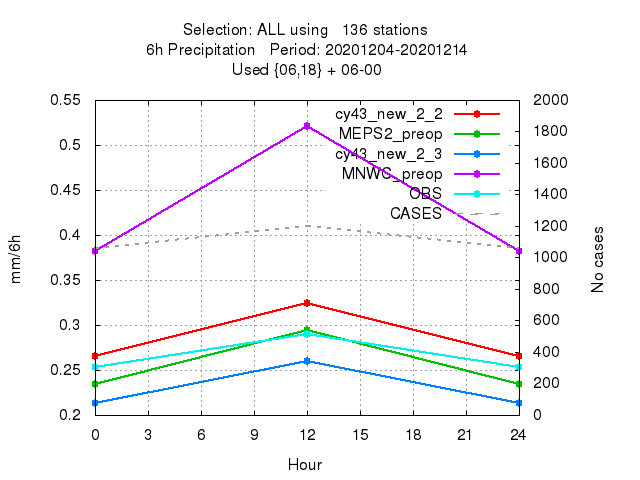 Selection: ALL using   136 stations
6h Precipitation   Period: 20201204-20201214
Used {06,18} + 06-00
0.55
0.5
0.45
0.4
0.35
0.3
0.25
0.2
mm/6h
2000
1800
1600
1400
1200
1000
800
600
400
200
0
No cases
cy43_new_2_2
MEPS2_preop
cy43_new_2_3
MNWC_preop
OBS
CASES
0 3 6 9 12 15 18 21 24
Hour